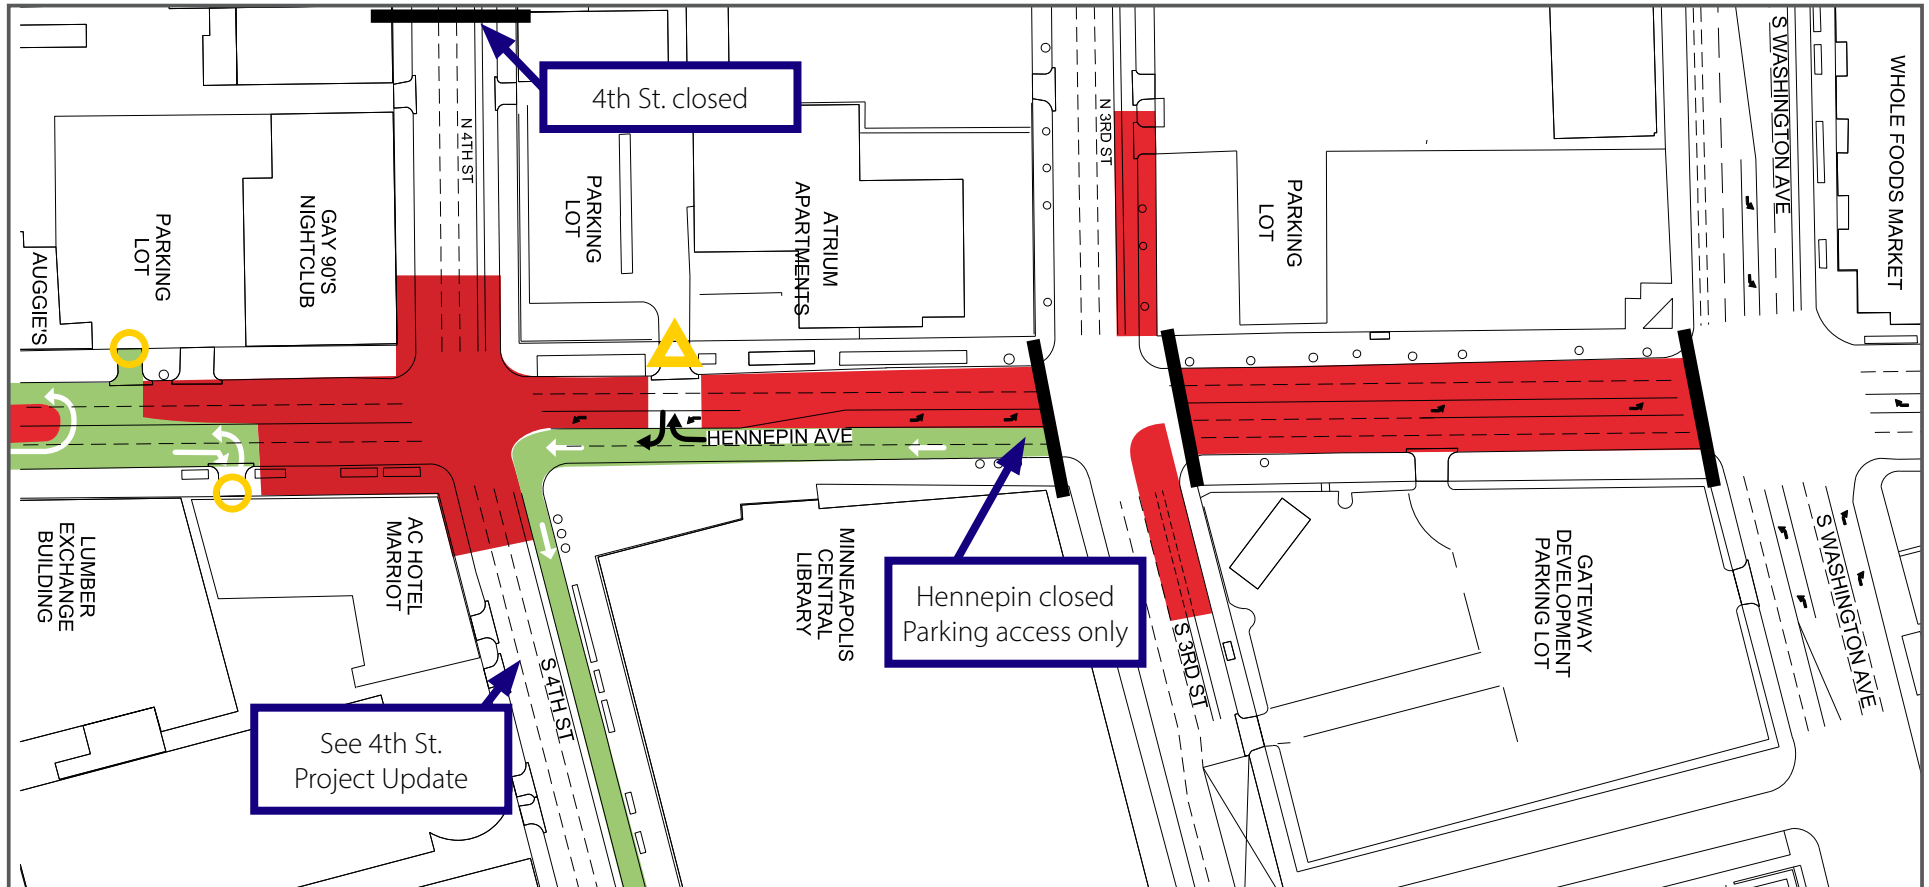 4th St. closed
N 4TH ST
N 3RD ST
S WASHINGTON AVE
WHOLE FOODS MARKET
AUGGIE'S
PARKING
LOT
GAY 90'S
NIGHTCLUB
PARKING
LOT
ATRIUM
APARTMENTS
PARKING
LOT
HENNEPIN AVE
LUMBER
EXCHANGE
BUILDING
AC HOTEL
MARRIOT
MINNEAPOLIS
CENTRAL
LIBRARY
Hennepin closed
Parking access only
GATEWAY
DEVELOPMENT
PARKING LOT
S WASHINGTON AVE
S 3RD ST
S 4TH ST
See 4th St.
Project Update